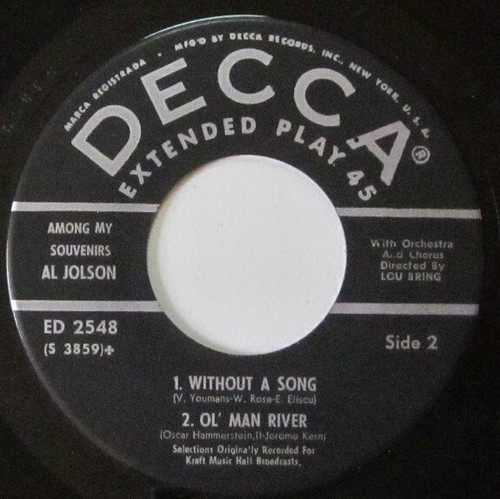 MARCA REGISTRADA • MFG'D BY DECCA RECORDS, INC., NEW YORK, U.S.A.
DECCA®
EXTENDED PLAY 45
AMONG MY
SOUVENIRS
AL JOLSON
With Orchestra
And Chorus
Directed By
LOU BRING
ED 2548
(S 3859)+
Side 2
1. WITHOUT A SONG
(V. Youmans-W. Rose-E. Eliscu)
2. OL' MAN RIVER
(Oscar Hammerstein,II-Jerome Kern)
Selections Originally Recorded For
Kraft Music Hall Broadcasts.